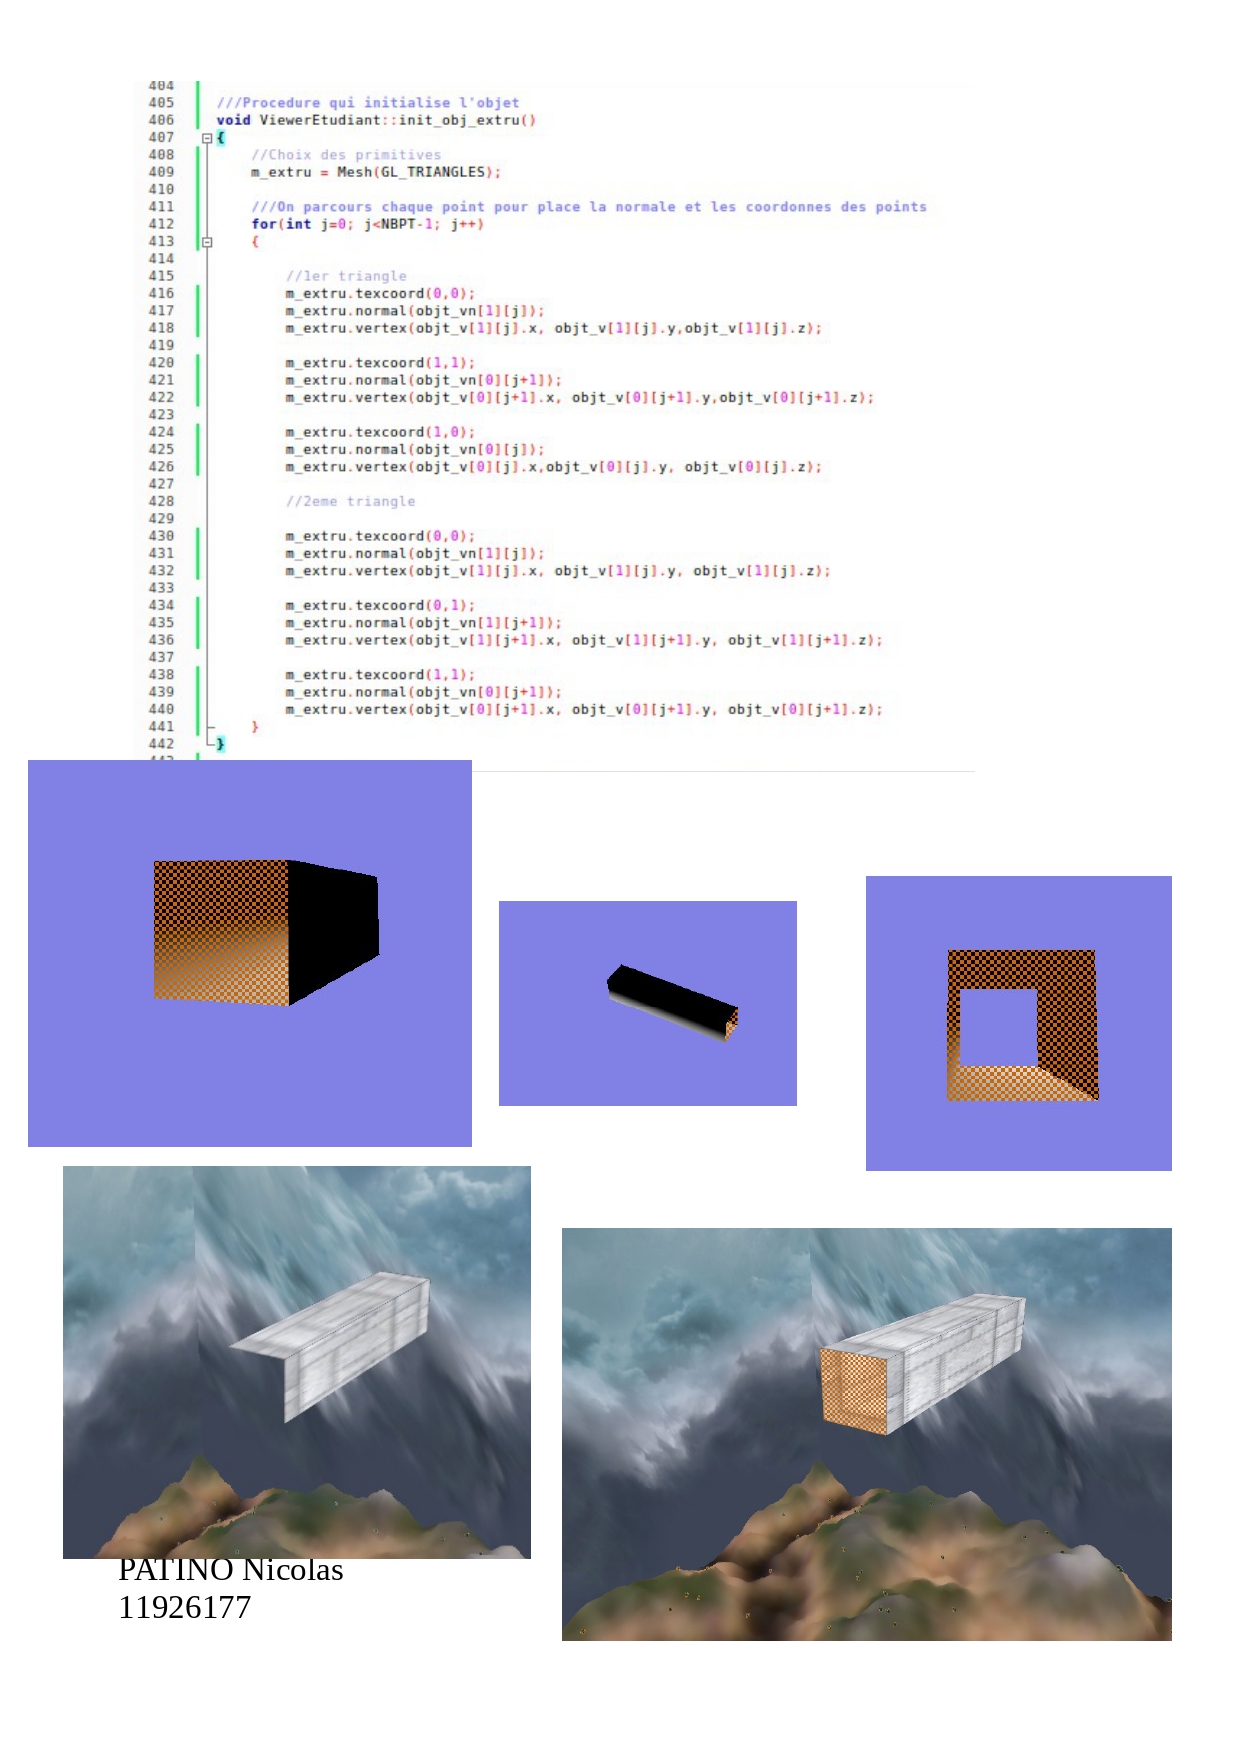 404
405 ///Procedure qui initialise l'objet
406 void ViewerEtudiant::init_obj_extru()
407 {
408 //Choix des primitives
409 m_extru = Mesh(GL_TRIANGLES);
410
411 ///On parcours chaque point pour place la normale et les coordonnes des points
412 for(int j=0; j<NBPT-1; j++)
413 {
414
415 //1er triangle
416 m_extru.texcoord(0,0);
417 m_extru.normal(objt_vn[1][j]);
418 m_extru.vertex(objt_v[1][j].x, objt_v[1][j].y,objt_v[1][j].z);
419
420 m_extru.texcoord(1,1);
421 m_extru.normal(objt_vn[0][j+1]);
422 m_extru.vertex(objt_v[0][j+1].x, objt_v[0][j+1].y,objt_v[0][j+1].z);
423
424 m_extru.texcoord(1,0);
425 m_extru.normal(objt_vn[0][j]);
426 m_extru.vertex(objt_v[0][j].x,objt_v[0][j].y, objt_v[0][j].z);
427
428 //2eme triangle
429
430 m_extru.texcoord(0,0);
431 m_extru.normal(objt_vn[1][j]);
432 m_extru.vertex(objt_v[1][j].x, objt_v[1][j].y, objt_v[1][j].z);
433
434 m_extru.texcoord(0,1);
435 m_extru.normal(objt_vn[1][j+1]);
436 m_extru.vertex(objt_v[1][j+1].x, objt_v[1][j+1].y, objt_v[1][j+1].z);
437
438 m_extru.texcoord(1,1);
439 m_extru.normal(objt_vn[0][j+1]);
440 m_extru.vertex(objt_v[0][j+1].x, objt_v[0][j+1].y, objt_v[0][j+1].z);
441 }
442 }
443
PATINO Nicolas
11926177